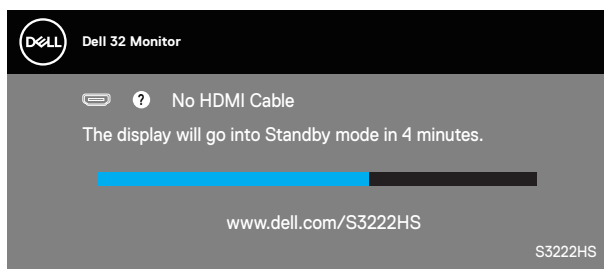 DELL
Dell 32 Monitor
? No HDMI Cable
The display will go into Standby mode in 4 minutes.
www.dell.com/S3222HS
S3222HS